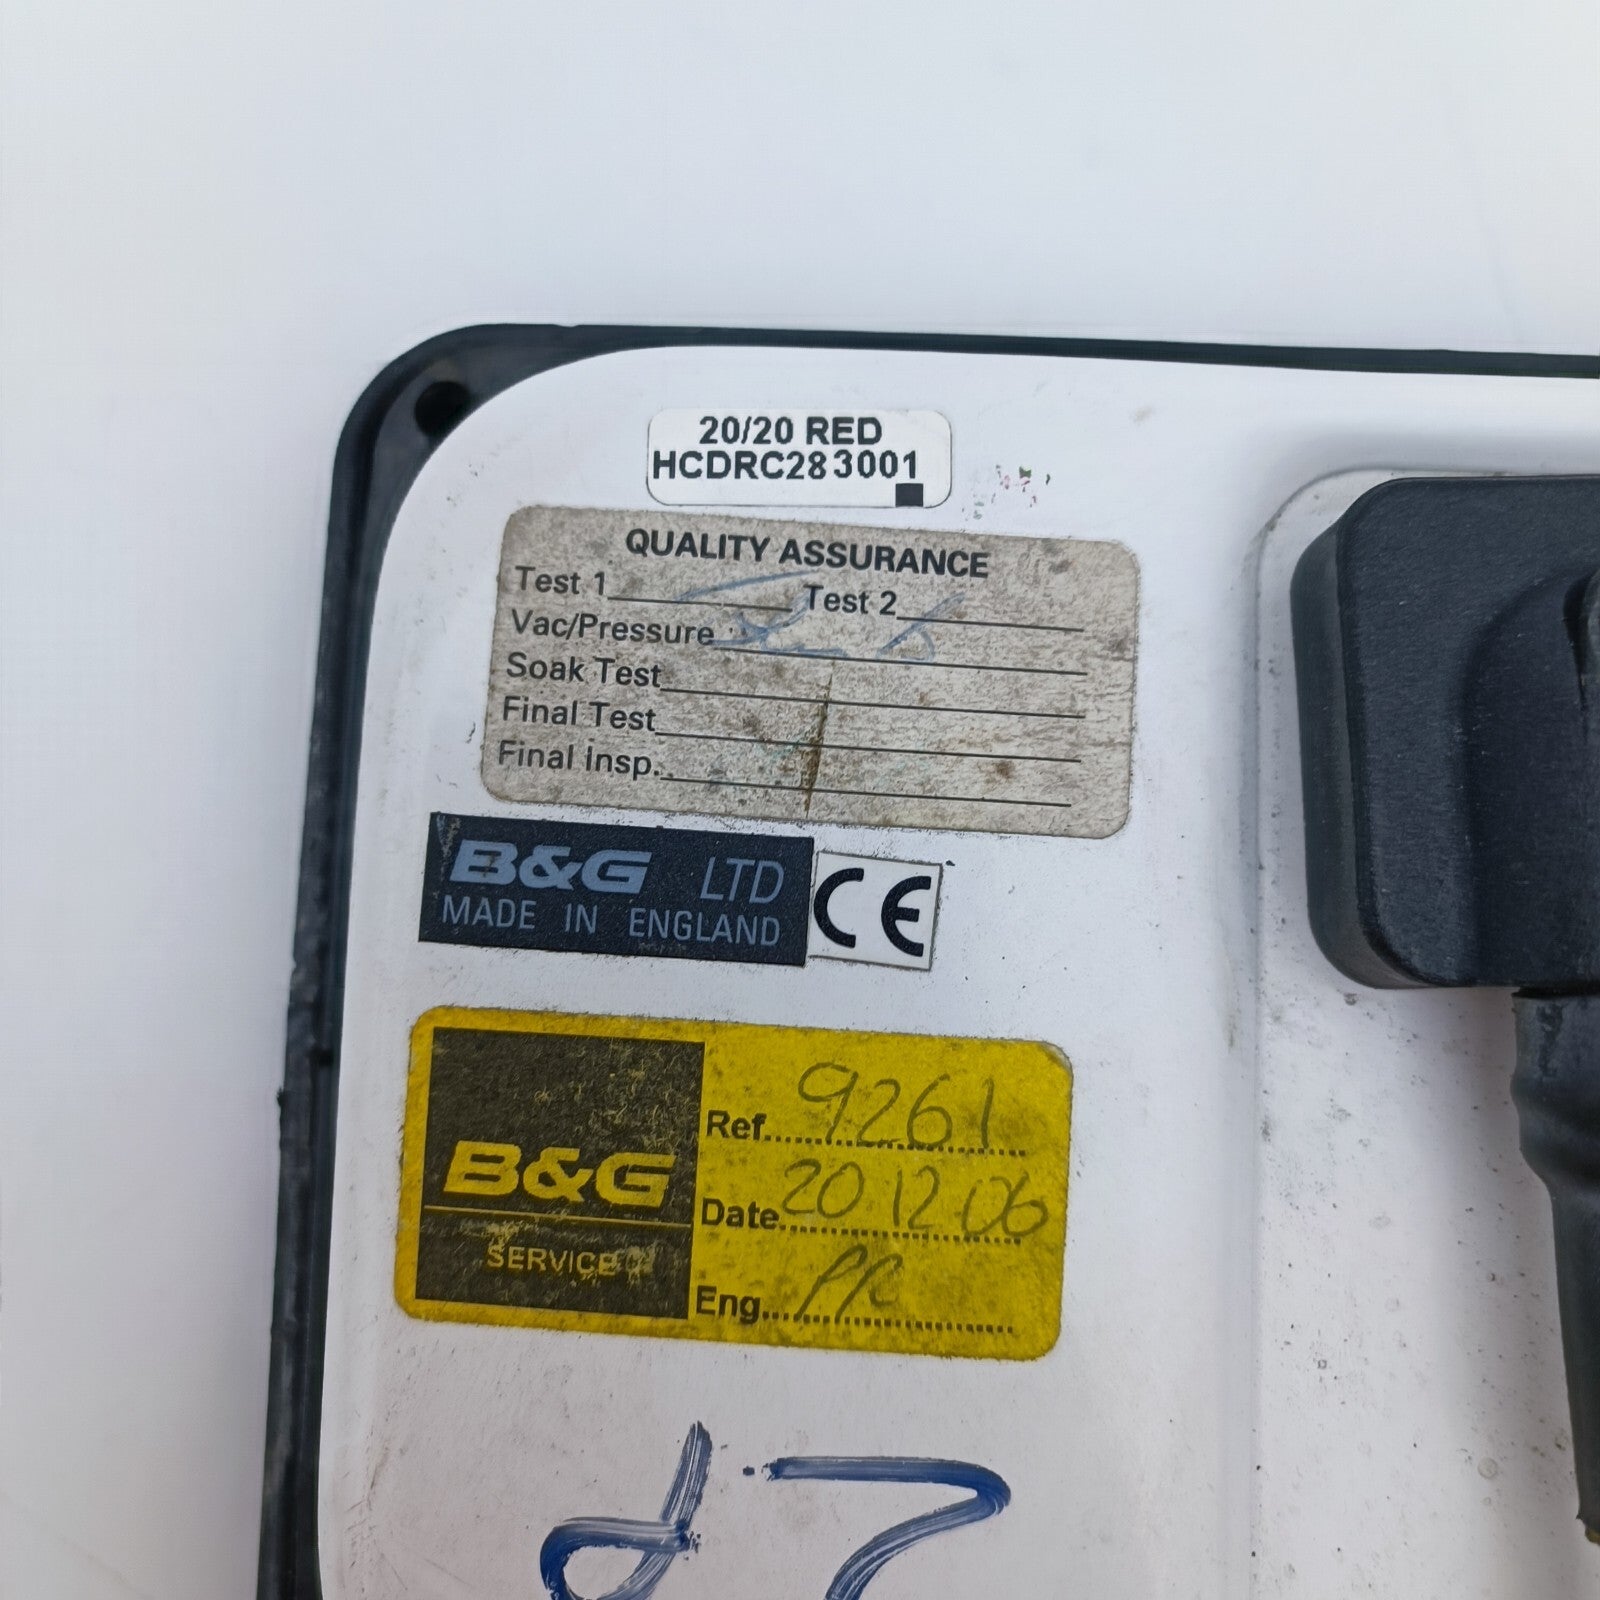 20/20 RED
HCDRC28 3001
QUALITY ASSURANCE
Test 1 Test 2
Vac/Pressure
Soak Test
Final Test
Final Insp.
B&G LTD
MADE IN ENGLAND
CE
Ref. 9261
B&G
Date 20 12 06
SERVICE
Eng.